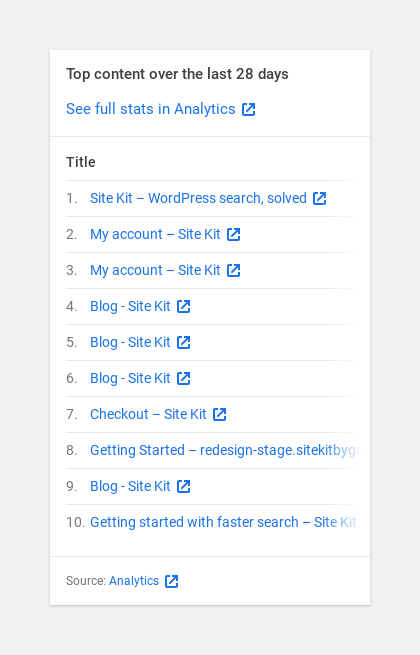 Top content over the last 28 days
See full stats in Analytics
Title
1. Site Kit – WordPress search, solved
2. My account – Site Kit
3. My account – Site Kit
4. Blog - Site Kit
5. Blog - Site Kit
6. Blog - Site Kit
7. Checkout – Site Kit
8. Getting Started – redesign-stage.sitekitbyg
9. Blog - Site Kit
10. Getting started with faster search – Site Kit
Source: Analytics